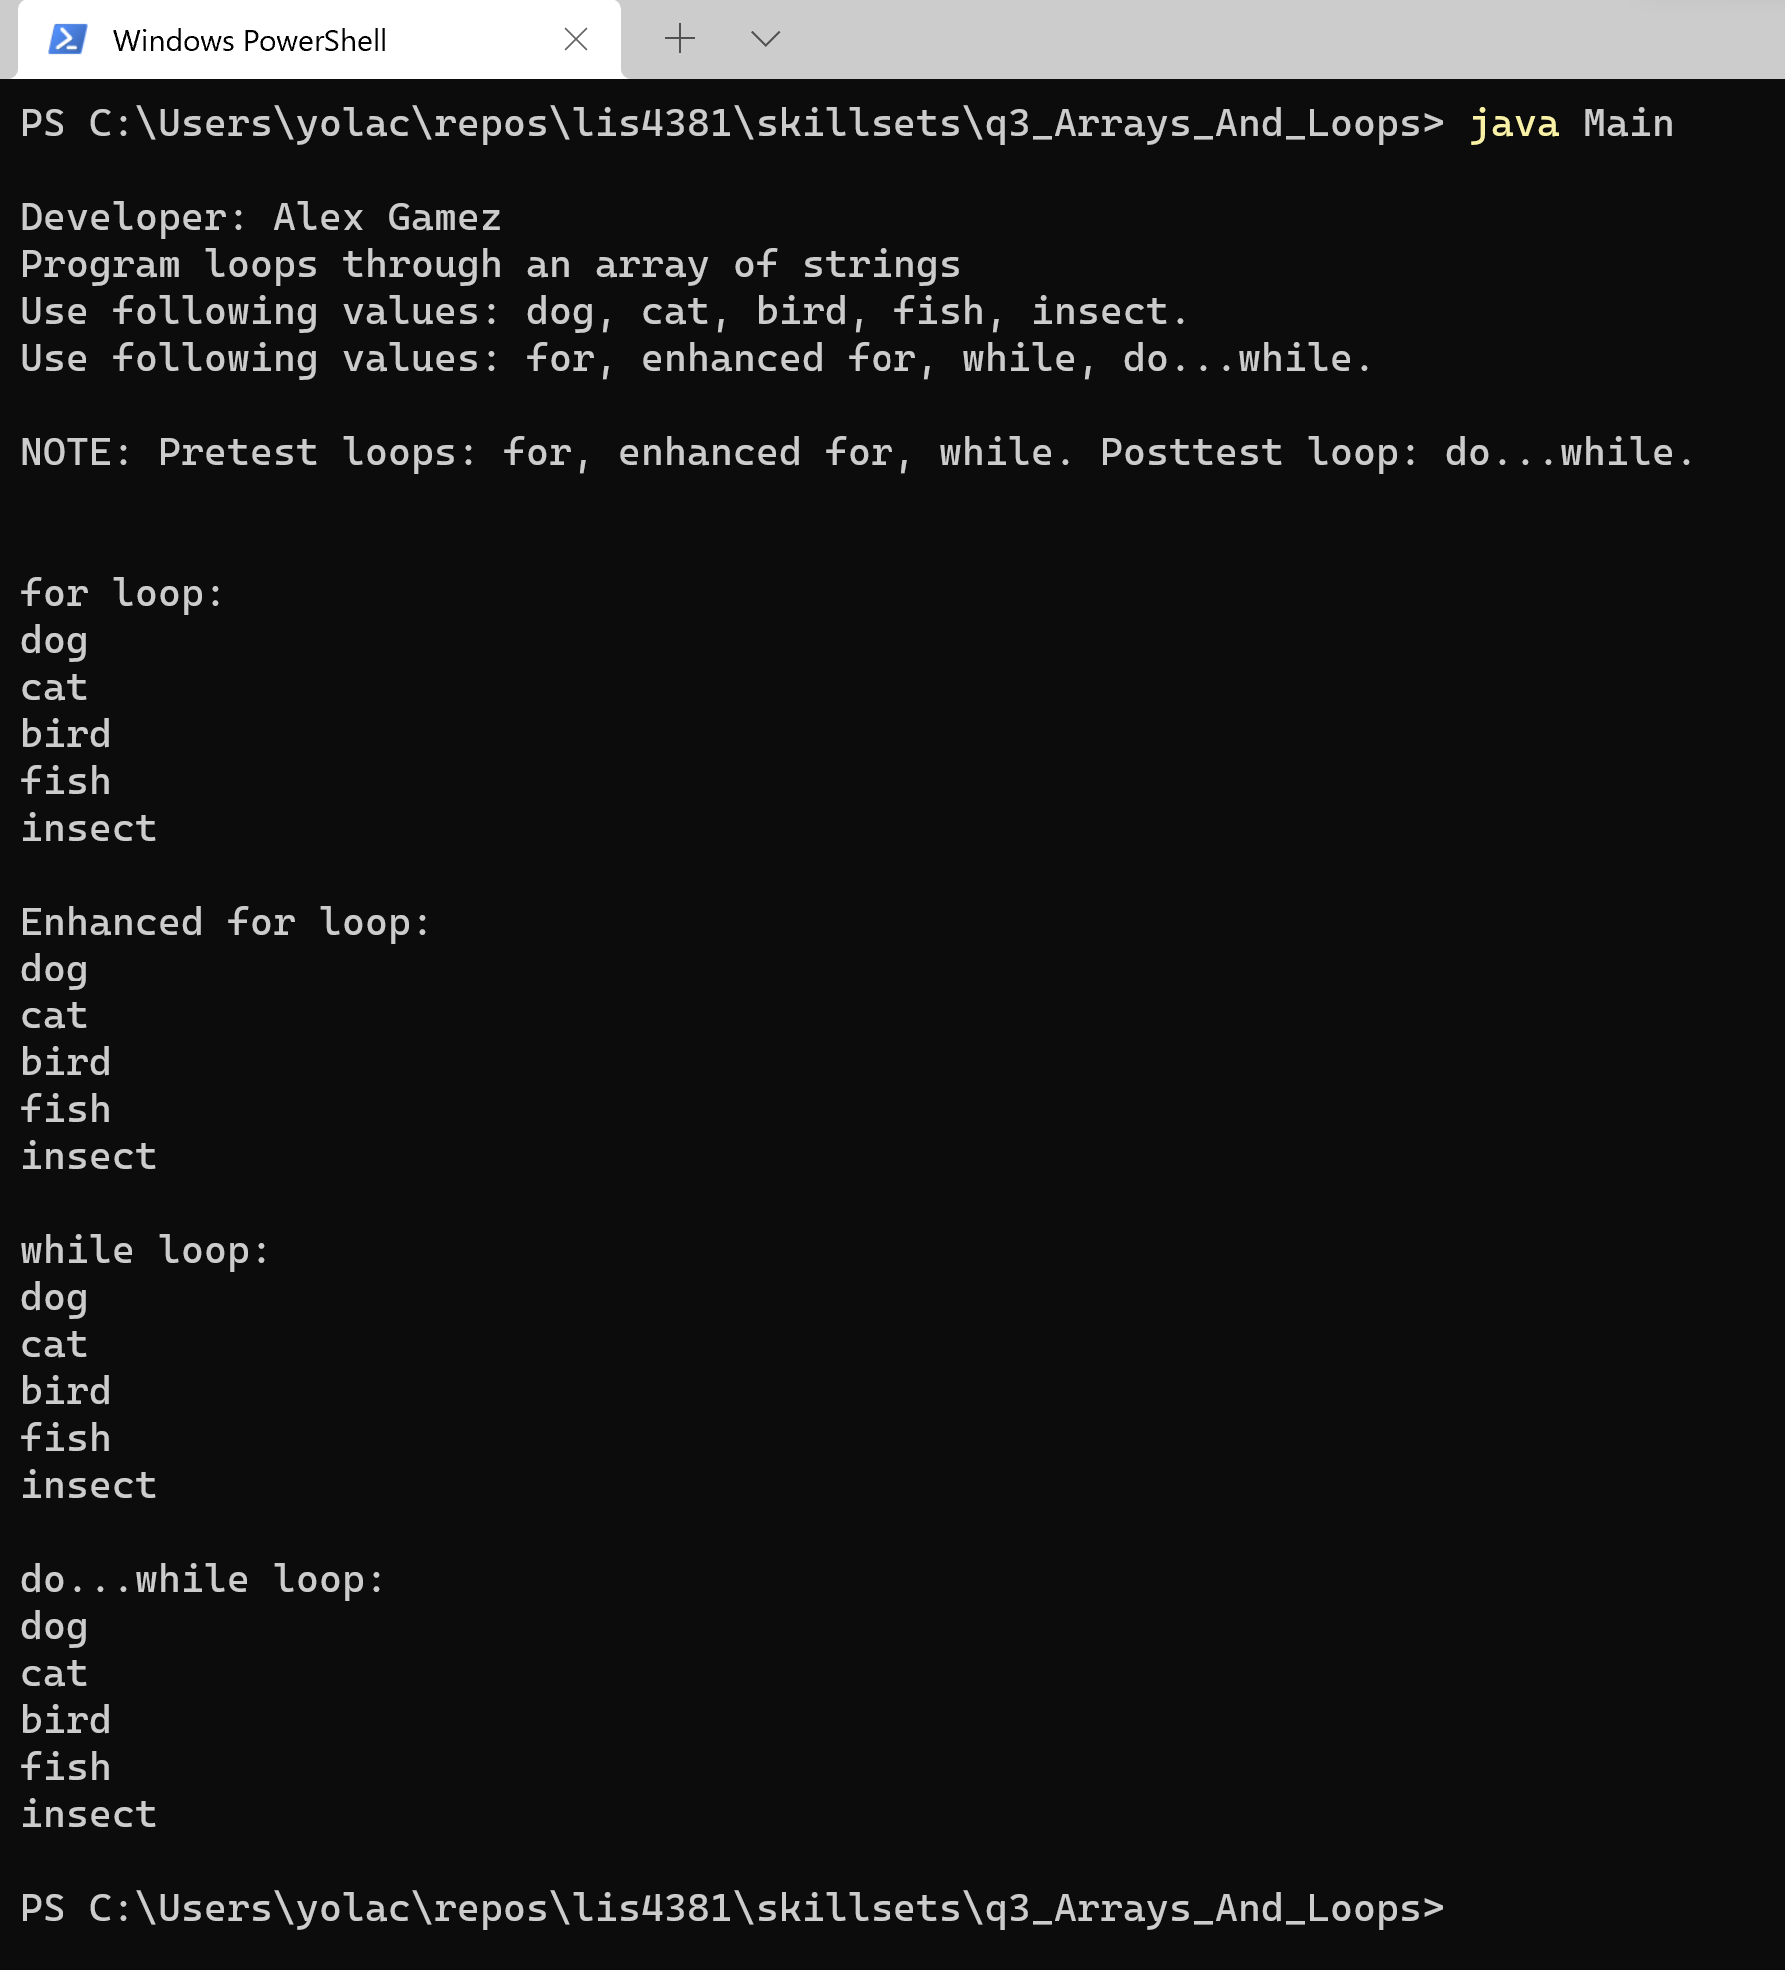 Windows PowerShell
PS C:\Users\yolac\repos\lis4381\skillsets\q3_Arrays_And_Loops> java Main
Developer: Alex Gamez
Program loops through an array of strings
Use following values: dog, cat, bird, fish, insect.
Use following values: for, enhanced for, while, do...while.
NOTE: Pretest loops: for, enhanced for, while. Posttest loop: do...while.
for loop:
dog
cat
bird
fish
insect
Enhanced for loop:
dog
cat
bird
fish
insect
while loop:
dog
cat
bird
fish
insect
do...while loop:
dog
cat
bird
fish
insect
PS C:\Users\yolac\repos\lis4381\skillsets\q3_Arrays_And_Loops>